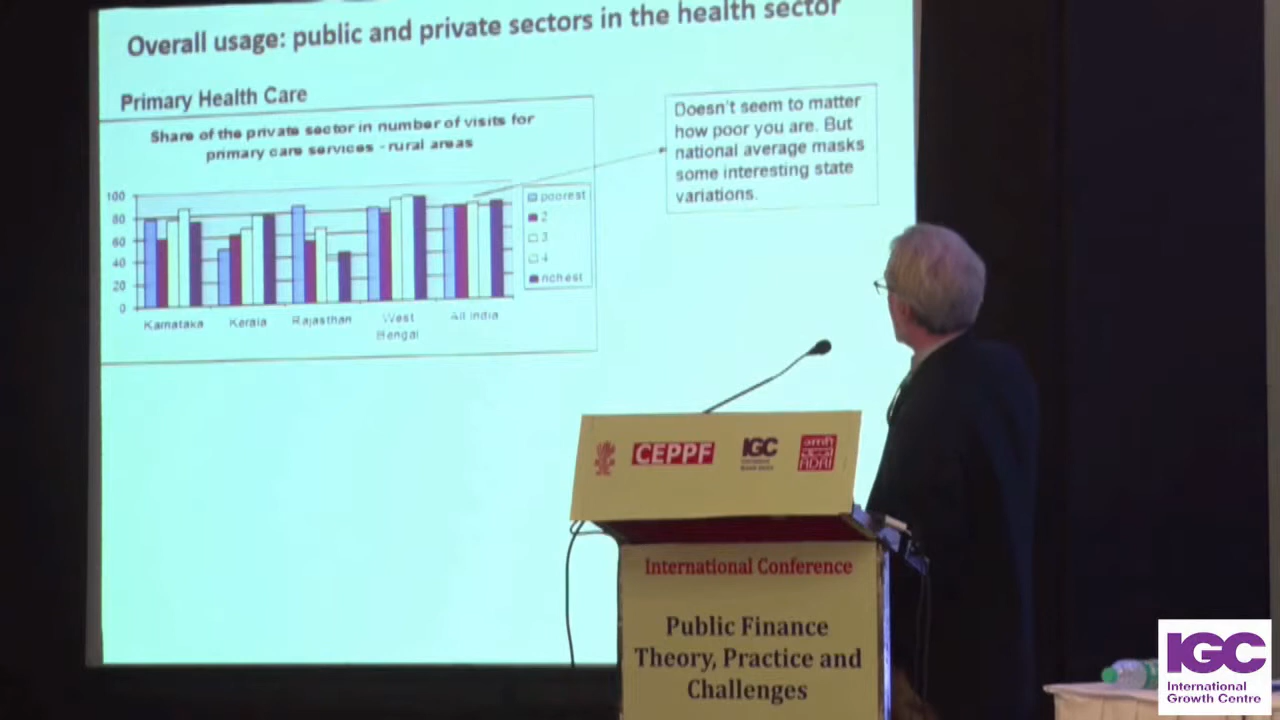 Overall usage: public and private sectors in the health sector
Primary Health Care
Share of the private sector in number of visits for
primary care services - rural areas
100
80
60
40
20
0
Karnataka
Kerala
Rajasthan
West
Bengal
All India
poorest
2
3
4
richest
Doesn't seem to matter
how poor you are. But
national average masks
some interesting state
variations.
CEPPF
IGC
International Conference
Public Finance
Theory, Practice and
Challenges
IGC
International
Growth Centre